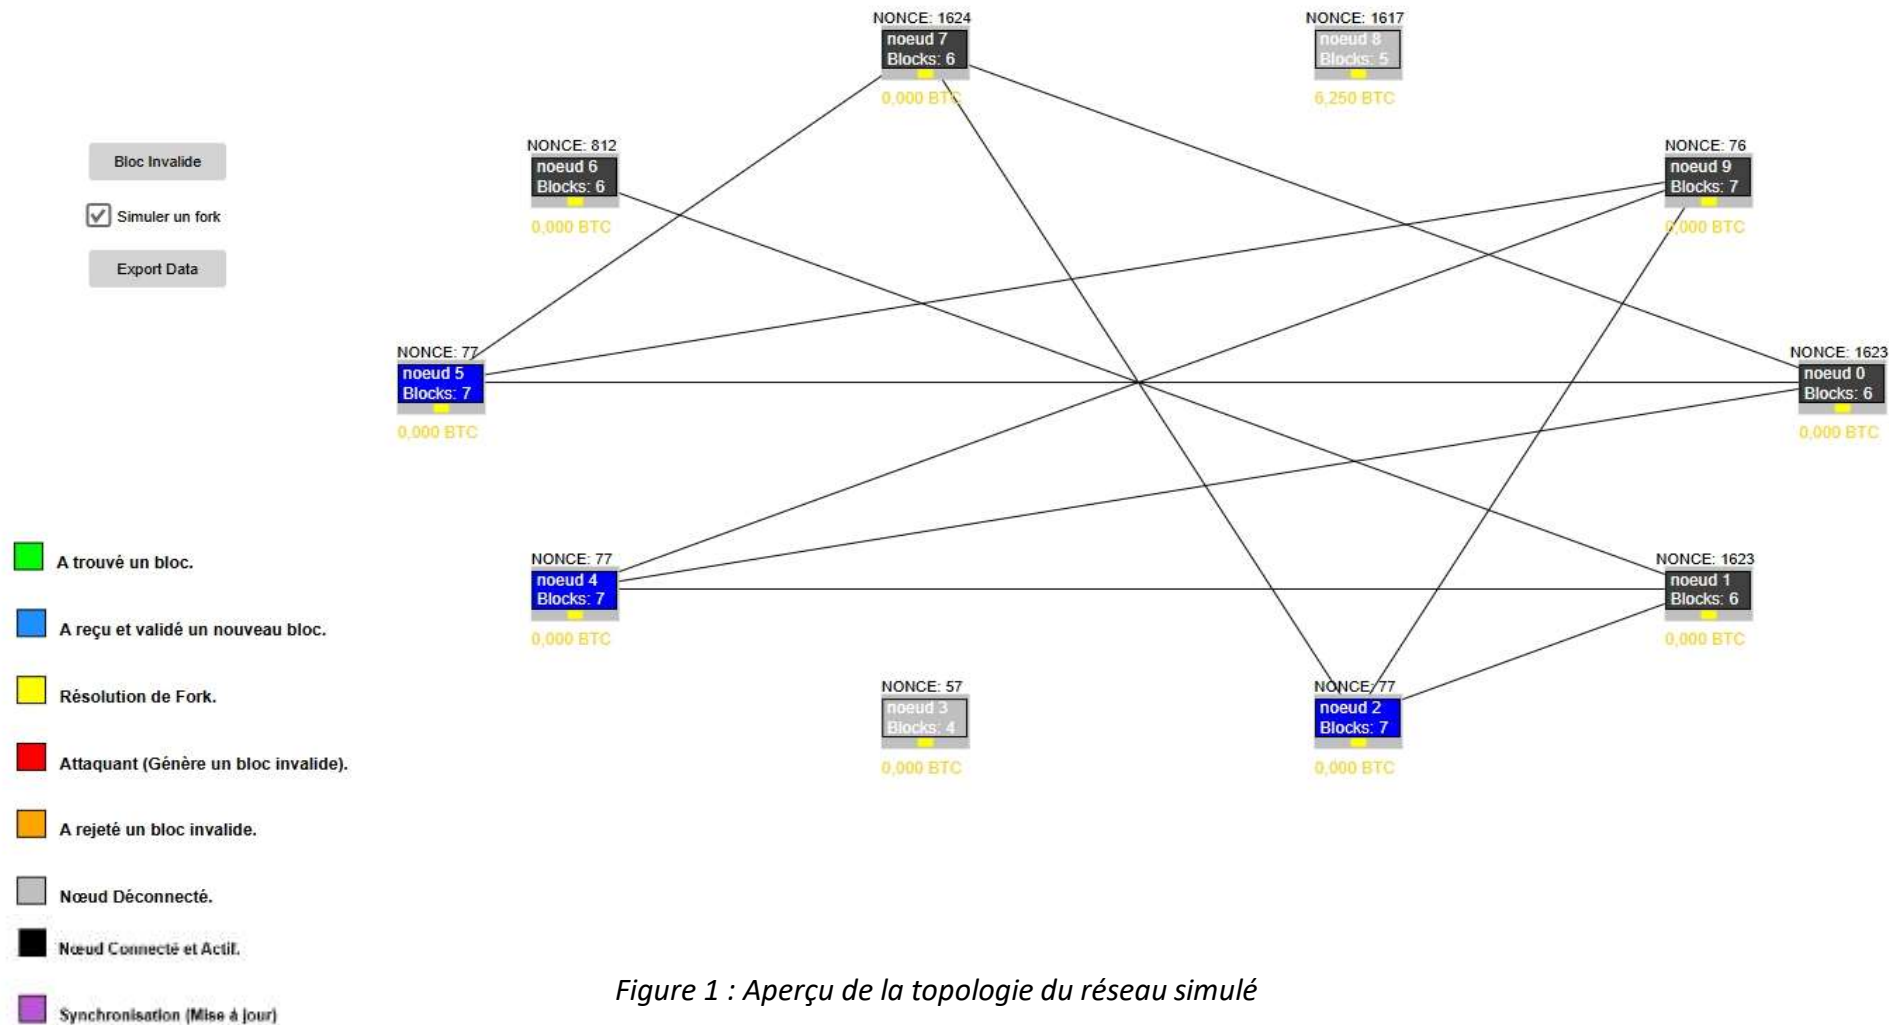 NONCE: 1624
noeud 7
Blocks: 6
0,000 BTC
NONCE: 1617
noeud 8
Blocks: 5
6,250 BTC
Bloc Invalide
Simuler un fork
Export Data
NONCE: 812
noeud 6
Blocks: 6
0,000 BTC
NONCE: 76
noeud 9
Blocks: 7
0,000 BTC
NONCE: 77
noeud 5
Blocks: 7
0,000 BTC
NONCE: 1623
noeud 0
Blocks: 6
0,000 BTC
NONCE: 77
noeud 4
Blocks: 7
0,000 BTC
NONCE: 1623
noeud 1
Blocks: 6
0,000 BTC
NONCE: 57
noeud 3
Blocks: 4
0,000 BTC
NONCE: 77
noeud 2
Blocks: 7
0,000 BTC
A trouvé un bloc.
A reçu et validé un nouveau bloc.
Résolution de Fork.
Attaquant (Génère un bloc invalide).
A rejeté un bloc invalide.
Nœud Déconnecté.
Nœud Connecté et Actif.
Synchronisation (Mise à jour)
Figure 1 : Aperçu de la topologie du réseau simulé